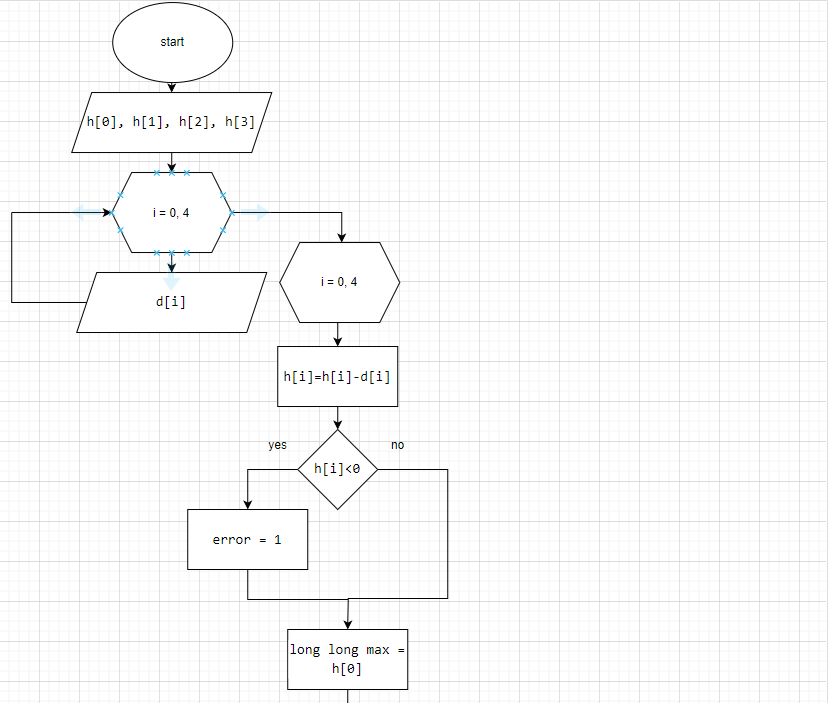 start
h[0], h[1], h[2], h[3]
i = 0, 4
d[i]
i = 0, 4
h[i]=h[i]-d[i]
yes
no
h[i]<0
error = 1
long long max =
h[0]